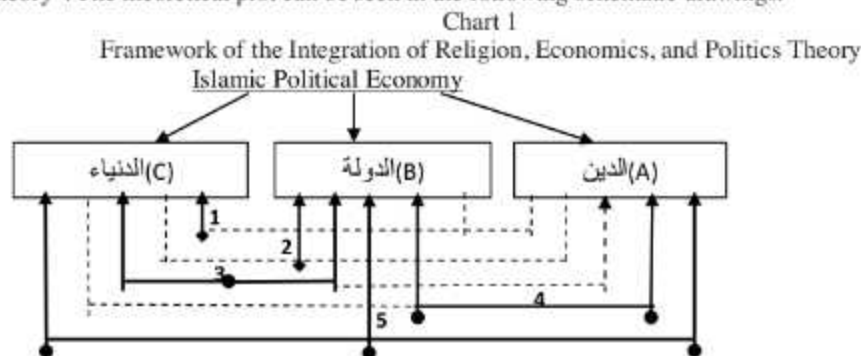 Chart 1
Framework of the Integration of Religion, Economics, and Politics Theory
Islamic Political Economy
الدنياء(C)
الدولة(B)
الدين(A)
1
2
3
4
5